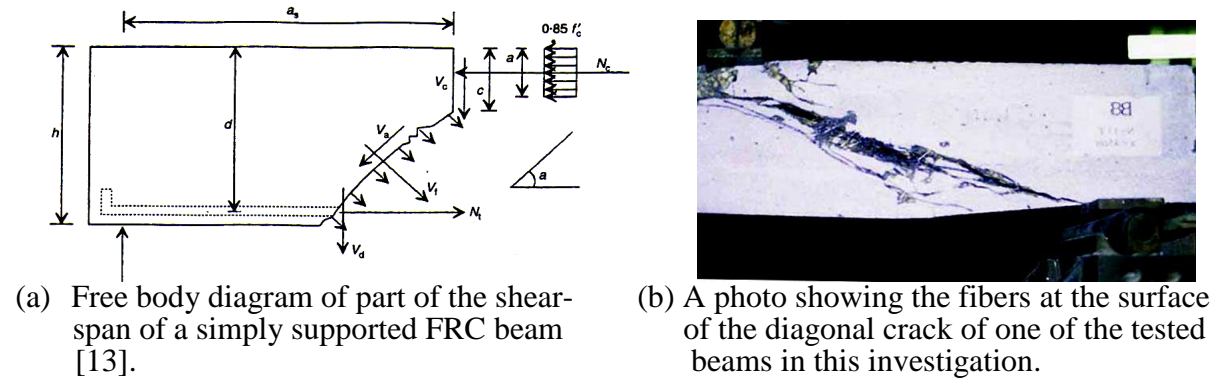 aₛ
0·85 f′c
h
d
Vc
c
a
Nc
Va
Vf
a
Nt
Vd
B8
(a) Free body diagram of part of the shear-
span of a simply supported FRC beam
[13].
(b) A photo showing the fibers at the surface
of the diagonal crack of one of the tested
beams in this investigation.